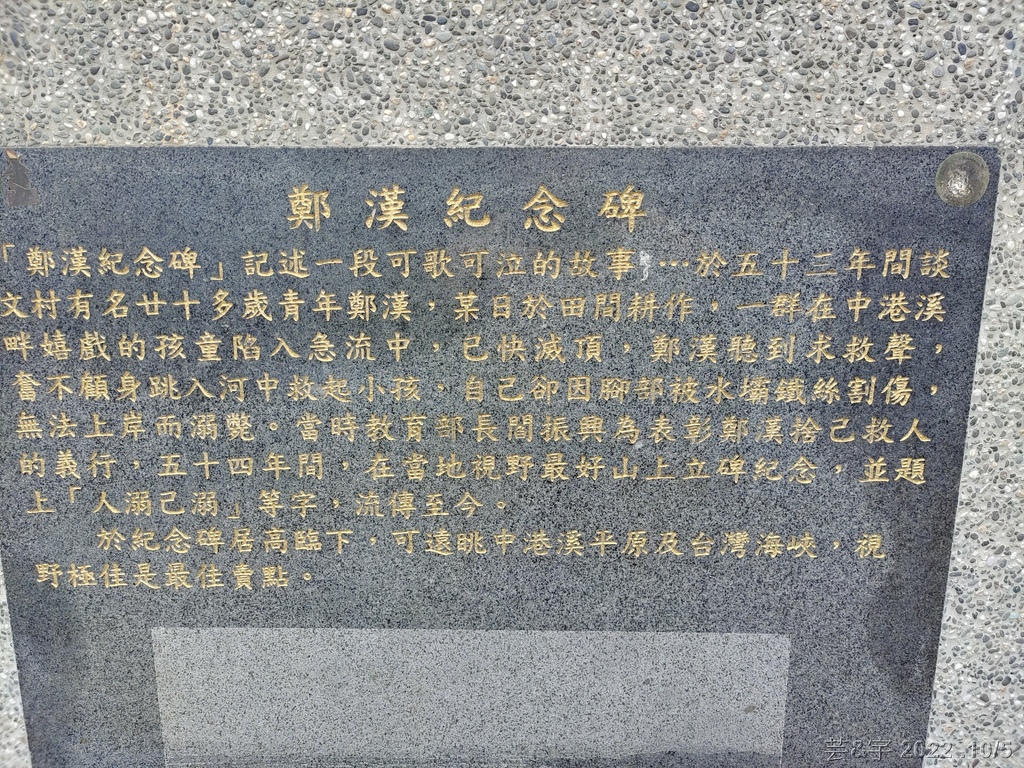 鄭漢紀念碑
「鄭漢紀念碑」記述一段可歌可泣的故事…於五十三年間談
文村有名廿十多歲青年鄭漢，某日於田間耕作，一群在中港溪
畔嬉戲的孩童陷入急流中，已快滅頂，鄭漢聽到求救聲，
奮不顧身跳入河中救起小孩，自己卻因腳部被水壩鐵絲割傷，
無法上岸而溺斃。當時教育部長閻振興為表彰鄭漢捨己救人
的義行，五十四年間，在當地視野最好山上立碑紀念，並題
上「人溺己溺」等字，流傳至今。
於紀念碑居高臨下，可遠眺中港溪平原及台灣海峽，視
野極佳是最佳賣點。
芸&宇 2022 .10/5